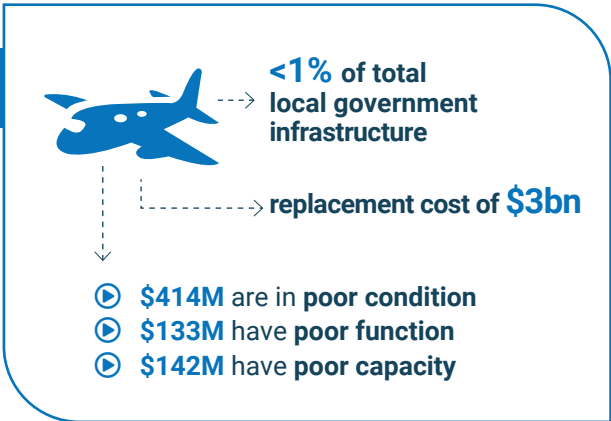 <1% of total
local government
infrastructure
replacement cost of $3bn
$414M are in poor condition
$133M have poor function
$142M have poor capacity